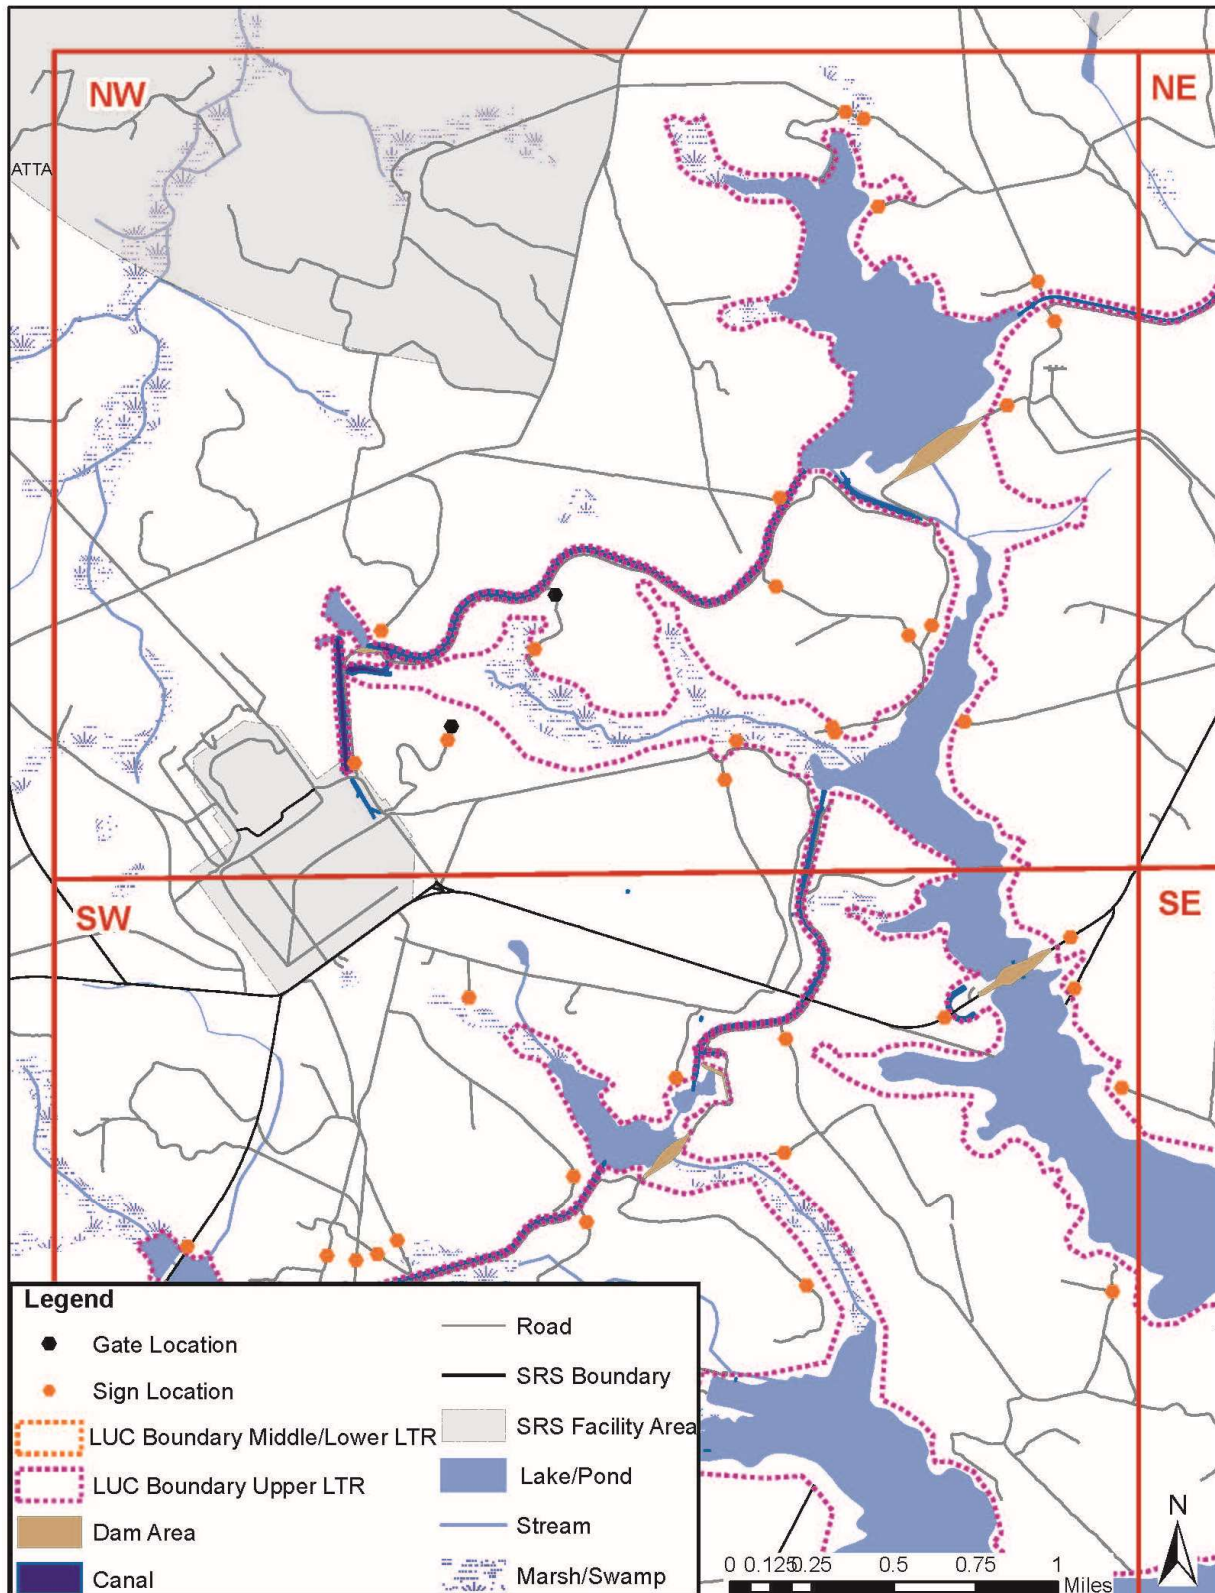 NW
NE
ATTA
SW
SE
Legend
Gate Location
Sign Location
LUC Boundary Middle/Lower LTR
LUC Boundary Upper LTR
Dam Area
Canal
Road
SRS Boundary
SRS Facility Area
Lake/Pond
Stream
Marsh/Swamp
N
0 0.125 0.25 0.5 0.75 1
Miles